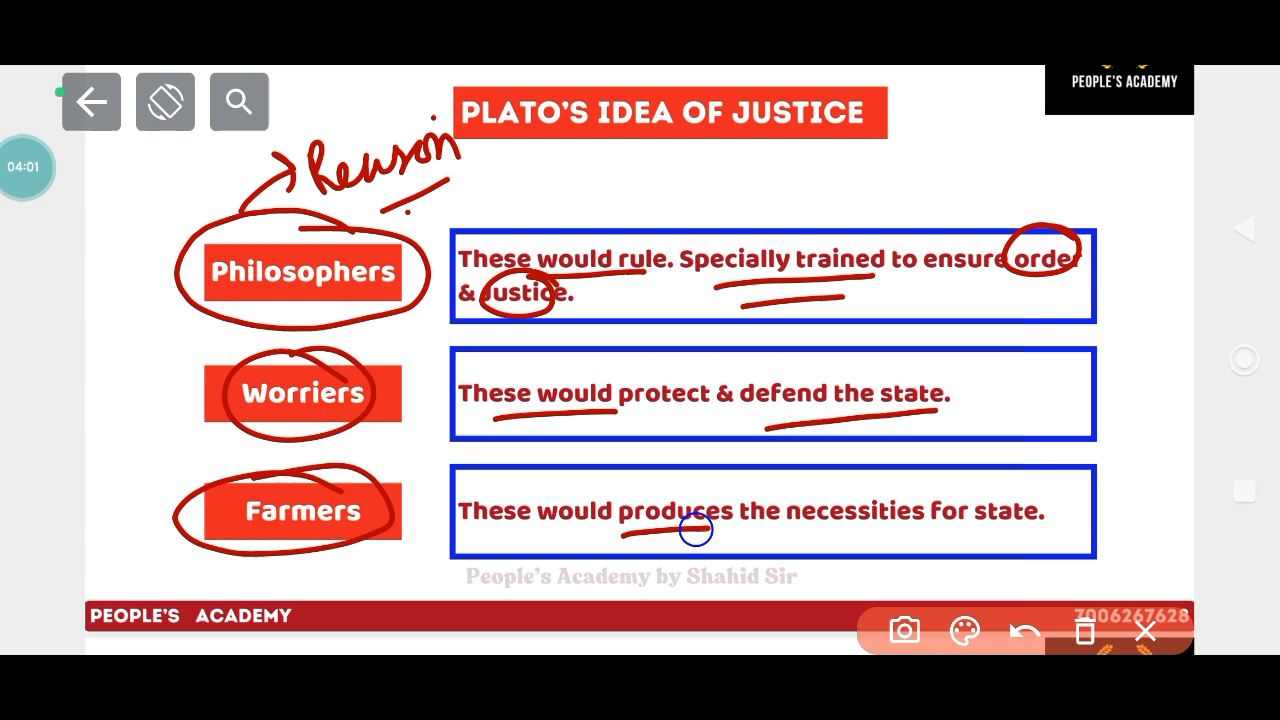 PEOPLE'S ACADEMY
PLATO'S IDEA OF JUSTICE
04:01
Reason
Philosophers
These would rule. Specially trained to ensure order
& Justice.
Worriers
These would protect & defend the state.
Farmers
These would produces the necessities for state.
People's Academy by Shahid Sir
PEOPLE'S ACADEMY
7006267628